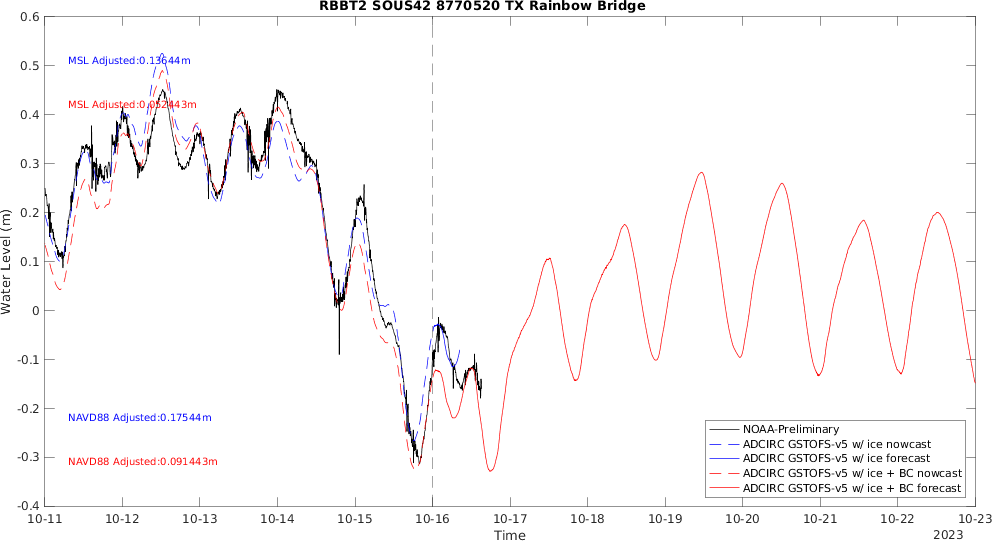 RBBT2 SOUS42 8770520 TX Rainbow Bridge
0.6
0.5
0.4
0.3
0.2
0.1
0
-0.1
-0.2
-0.3
-0.4
Water Level (m)
MSL Adjusted:0.13644m
MSL Adjusted:0.052443m
NAVD88 Adjusted:0.17544m
NAVD88 Adjusted:0.091443m
NOAA-Preliminary
ADCIRC GSTOFS-v5 w/ ice nowcast
ADCIRC GSTOFS-v5 w/ ice forecast
ADCIRC GSTOFS-v5 w/ ice + BC nowcast
ADCIRC GSTOFS-v5 w/ ice + BC forecast
10-11 10-12 10-13 10-14 10-15 10-16 10-17 10-18 10-19 10-20 10-21 10-22 10-23
Time
2023